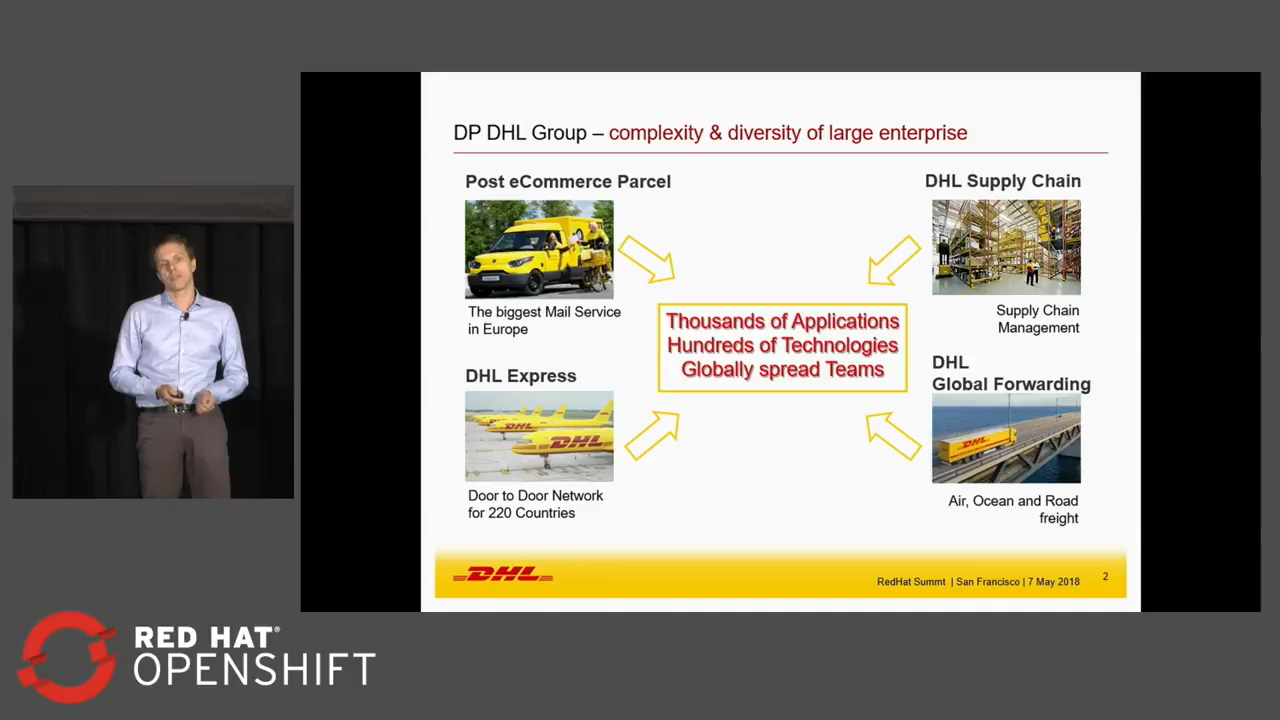 DP DHL Group – complexity & diversity of large enterprise
Post eCommerce Parcel
The biggest Mail Service
in Europe
DHL Express
DHL
Door to Door Network
for 220 Countries
Thousands of Applications
Hundreds of Technologies
Globally spread Teams
DHL Supply Chain
Supply Chain
Management
DHL
Global Forwarding
DHL
Air, Ocean and Road
freight
DHL
RedHat Summt | San Francisco | 7 May 2018
2
RED HAT®
OPENSHIFT